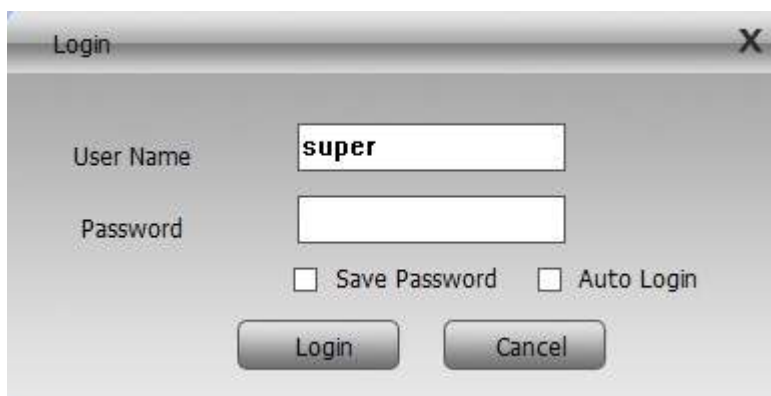 Login X
User Name super
Password
Save Password Auto Login
Login Cancel